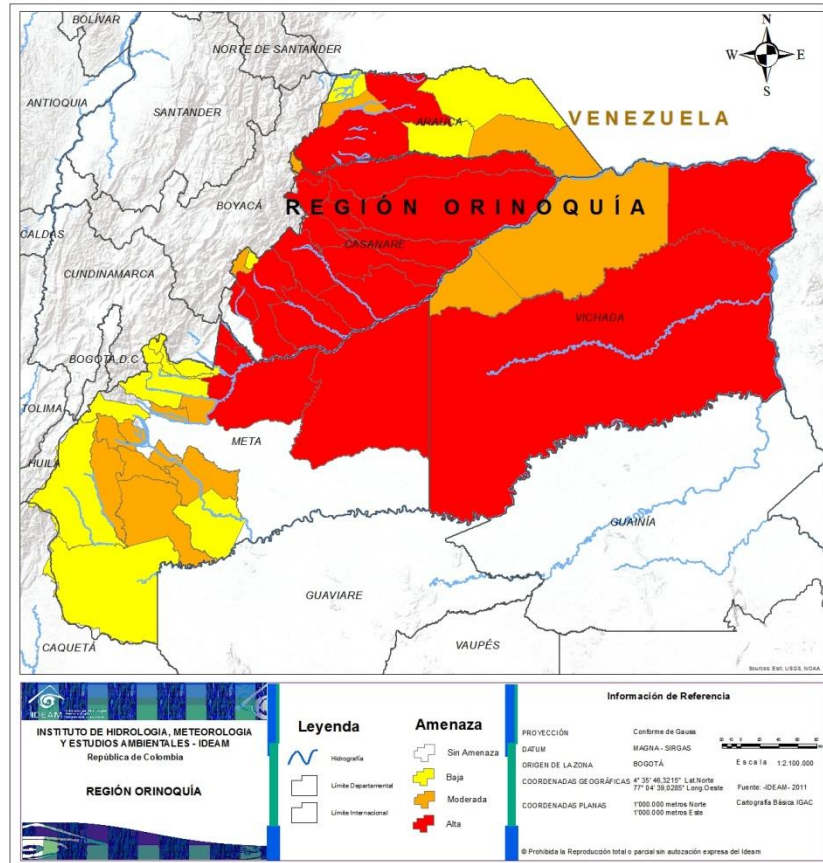 BOLÍVAR
N
W E
S
NORTE DE SANTANDER
ANTIOQUIA
SANTANDER
ARAUCA
VENEZUELA
BOYACÁ
REGIÓN ORINOQUÍA
CALDAS
CASANARE
CUNDINAMARCA
VICHADA
BOGOTÁ, D.C
TOLIMA
META
HUILA
GUAINÍA
GUAVIARE
CAQUETÁ
VAUPÉS
Sources: Esri, USGS, NOAA
IDEAM
INSTITUTO DE HIDROLOGIA, METEOROLOGIA
Y ESTUDIOS AMBIENTALES - IDEAM
República de Colombia
REGIÓN ORINOQUÍA
Leyenda
Hidrografía
Límite Departamental
Límite Internacional
Amenaza
Sin Amenaza
Baja
Moderada
Alta
Información de Referencia
PROYECCIÓN Conforme de Gauss
DATUM MAGNA - SIRGAS
ORIGEN DE LA ZONA BOGOTÁ Escala 1:2.100.000
COORDENADAS GEOGRÁFICAS 4° 35' 46,3215" Lat.Norte
77° 04' 39,0285" Long.Oeste
Fuente: -IDEAM- 2011
COORDENADAS PLANAS 1'000.000 metros Norte
1'000.000 metros Este
Cartografía Básica IGAC
© Prohibida la Reproducción total o parcial sin autozación expresa del Ideam